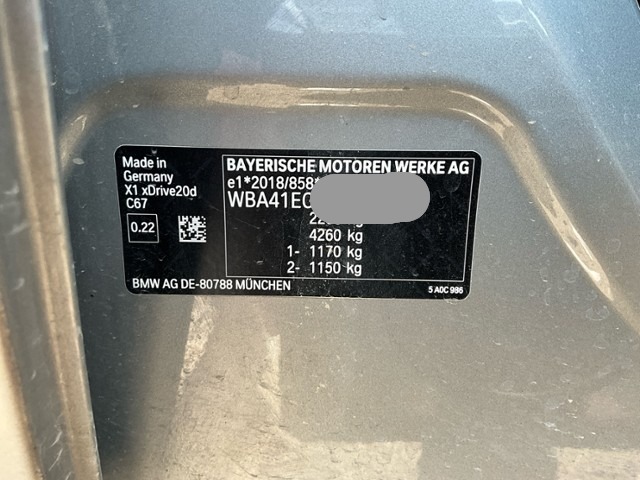 Made in
Germany
X1 xDrive20d
C67
0.22
BAYERISCHE MOTOREN WERKE AG
e1*2018/858*
WBA41E
kg
4260 kg
1- 1170 kg
2- 1150 kg
BMW AG DE-80788 MÜNCHEN
5 A0C 986